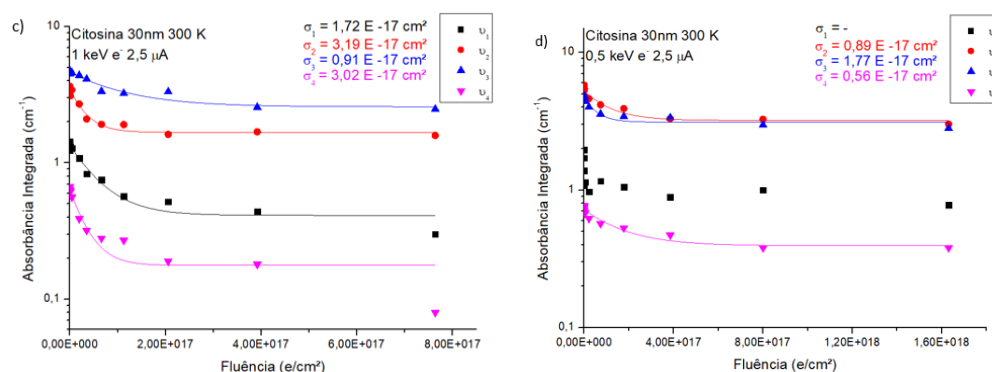 c)
Citosina 30nm 300 K
1 keV e⁻ 2,5 µA
σ₁ = 1,72 E -17 cm²
σ₂ = 3,19 E -17 cm²
σ₃ = 0,91 E -17 cm²
σ₄ = 3,02 E -17 cm²
υ₁
υ₂
υ₃
υ₄
Absorbância Integrada (cm⁻¹)
10
1
0,1
0,00E+000 2,00E+017 4,00E+017 6,00E+017 8,00E+017
Fluência (e/cm²)
d)
Citosina 30nm 300 K
0,5 keV e⁻ 2,5 µA
σ₁ = -
σ₂ = 0,89 E -17 cm²
σ₃ = 1,77 E -17 cm²
σ₄ = 0,56 E -17 cm²
Absorbância Integrada (cm⁻¹)
10
1
0,1
0,00E+000 4,00E+017 8,00E+017 1,20E+018 1,60E+018
Fluência (e/cm²)